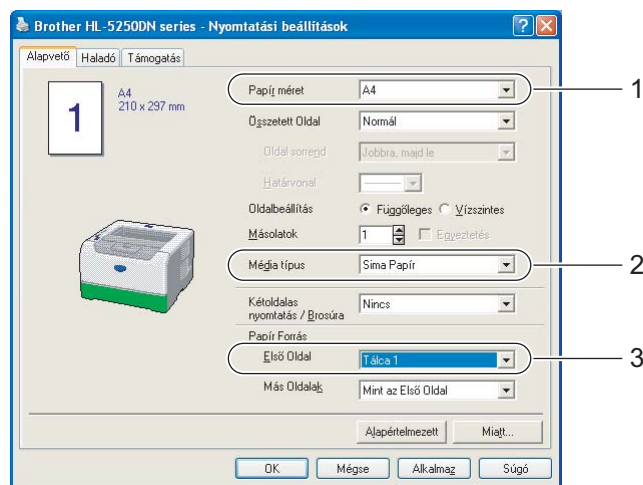 Brother HL-5250DN series - Nyomtatási beállítások
Alapvető Haladó Támogatás
1
A4
210 x 297 mm
Papír méret A4 1
Összetett Oldal Normál
Oldal sorrend Jobbra, majd le
Határvonal
Oldalbeállítás Függőleges Vízszintes
Másolatok 1 Egyeztetés
Média típus Sima Papír 2
Kétoldalas
nyomtatás / Brosúra Nincs
Papír Forrás
Első Oldal Tálca 1 3
Más Oldalak Mint az Első Oldal
Alapértelmezett Miatt...
OK Mégse Alkalmaz Súgó